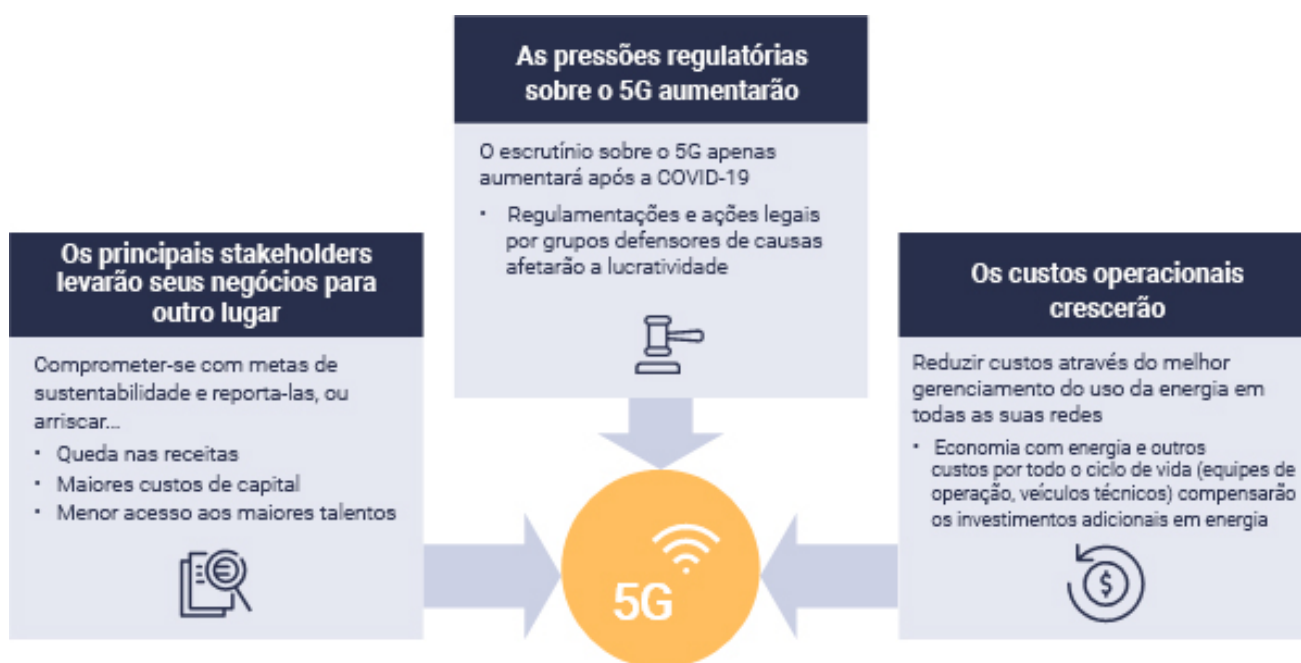 As pressões regulatórias
sobre o 5G aumentarão
O escrutínio sobre o 5G apenas
aumentará após a COVID-19
• Regulamentações e ações legais
por grupos defensores de causas
afetarão a lucratividade
Os principais stakeholders
levarão seus negócios para
outro lugar
Comprometer-se com metas de
sustentabilidade e reporta-las, ou
arriscar...
• Queda nas receitas
• Maiores custos de capital
• Menor acesso aos maiores talentos
Os custos operacionais
crescerão
Reduzir custos através do melhor
gerenciamento do uso da energia em
todas as suas redes
• Economia com energia e outros
custos por todo o ciclo de vida (equipes de
operação, veículos técnicos) compensarão
os investimentos adicionais em energia
5G